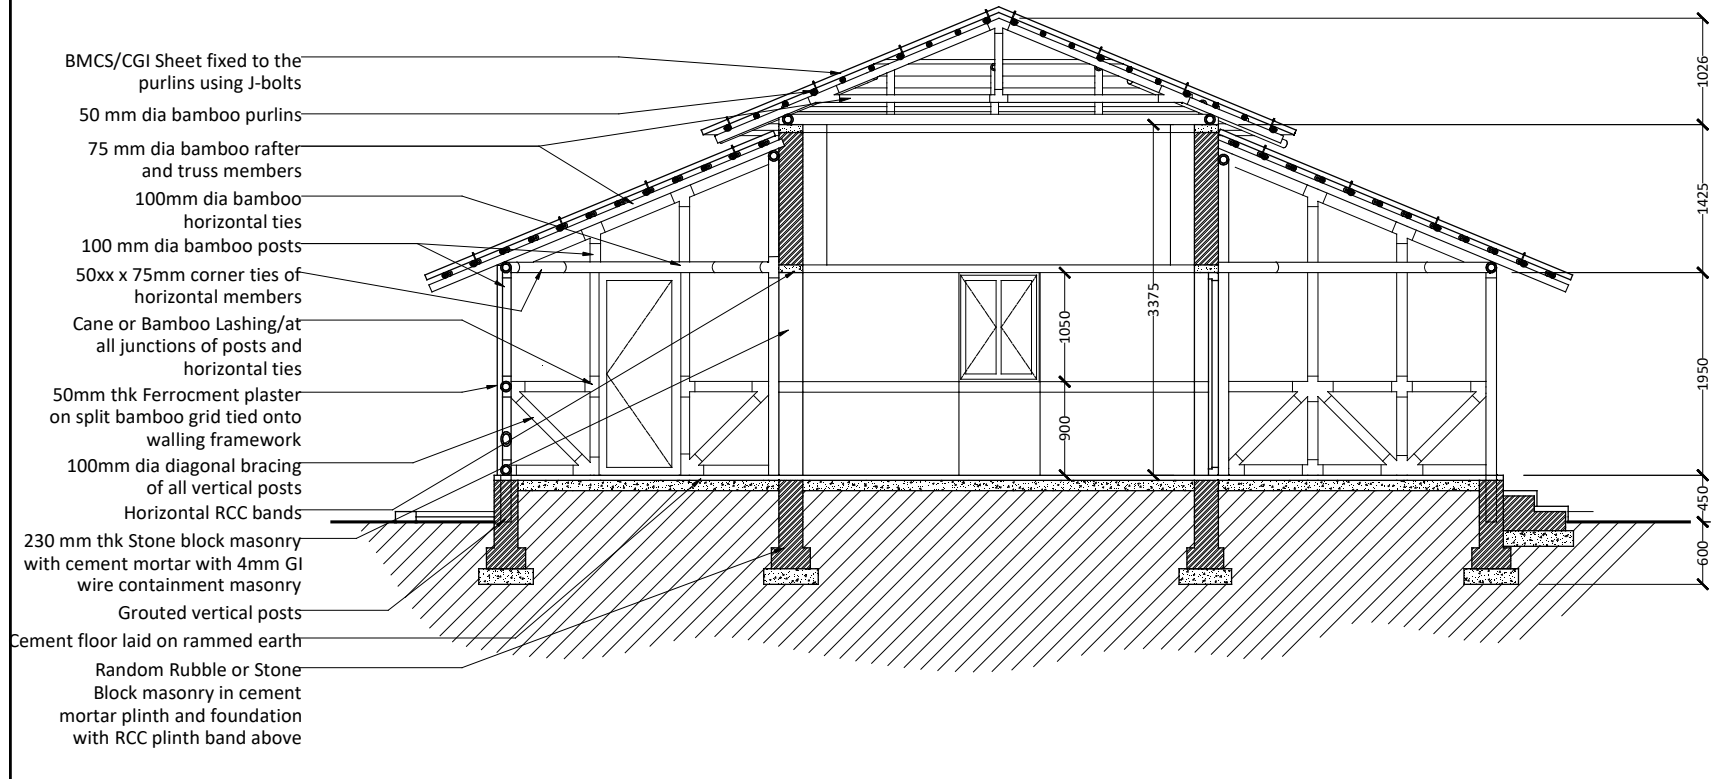 BMCS/CGI Sheet fixed to the
purlins using J-bolts
50 mm dia bamboo purlins
75 mm dia bamboo rafter
and truss members
100mm dia bamboo
horizontal ties
100 mm dia bamboo posts
50xx x 75mm corner ties of
horizontal members
Cane or Bamboo Lashing/at
all junctions of posts and
horizontal ties
50mm thk Ferrocment plaster
on split bamboo grid tied onto
walling framework
100mm dia diagonal bracing
of all vertical posts
Horizontal RCC bands
230 mm thk Stone block masonry
with cement mortar with 4mm GI
wire containment masonry
Grouted vertical posts
Cement floor laid on rammed earth
Random Rubble or Stone
Block masonry in cement
mortar plinth and foundation
with RCC plinth band above
1050
900
3375
1026
1425
1950
450
600